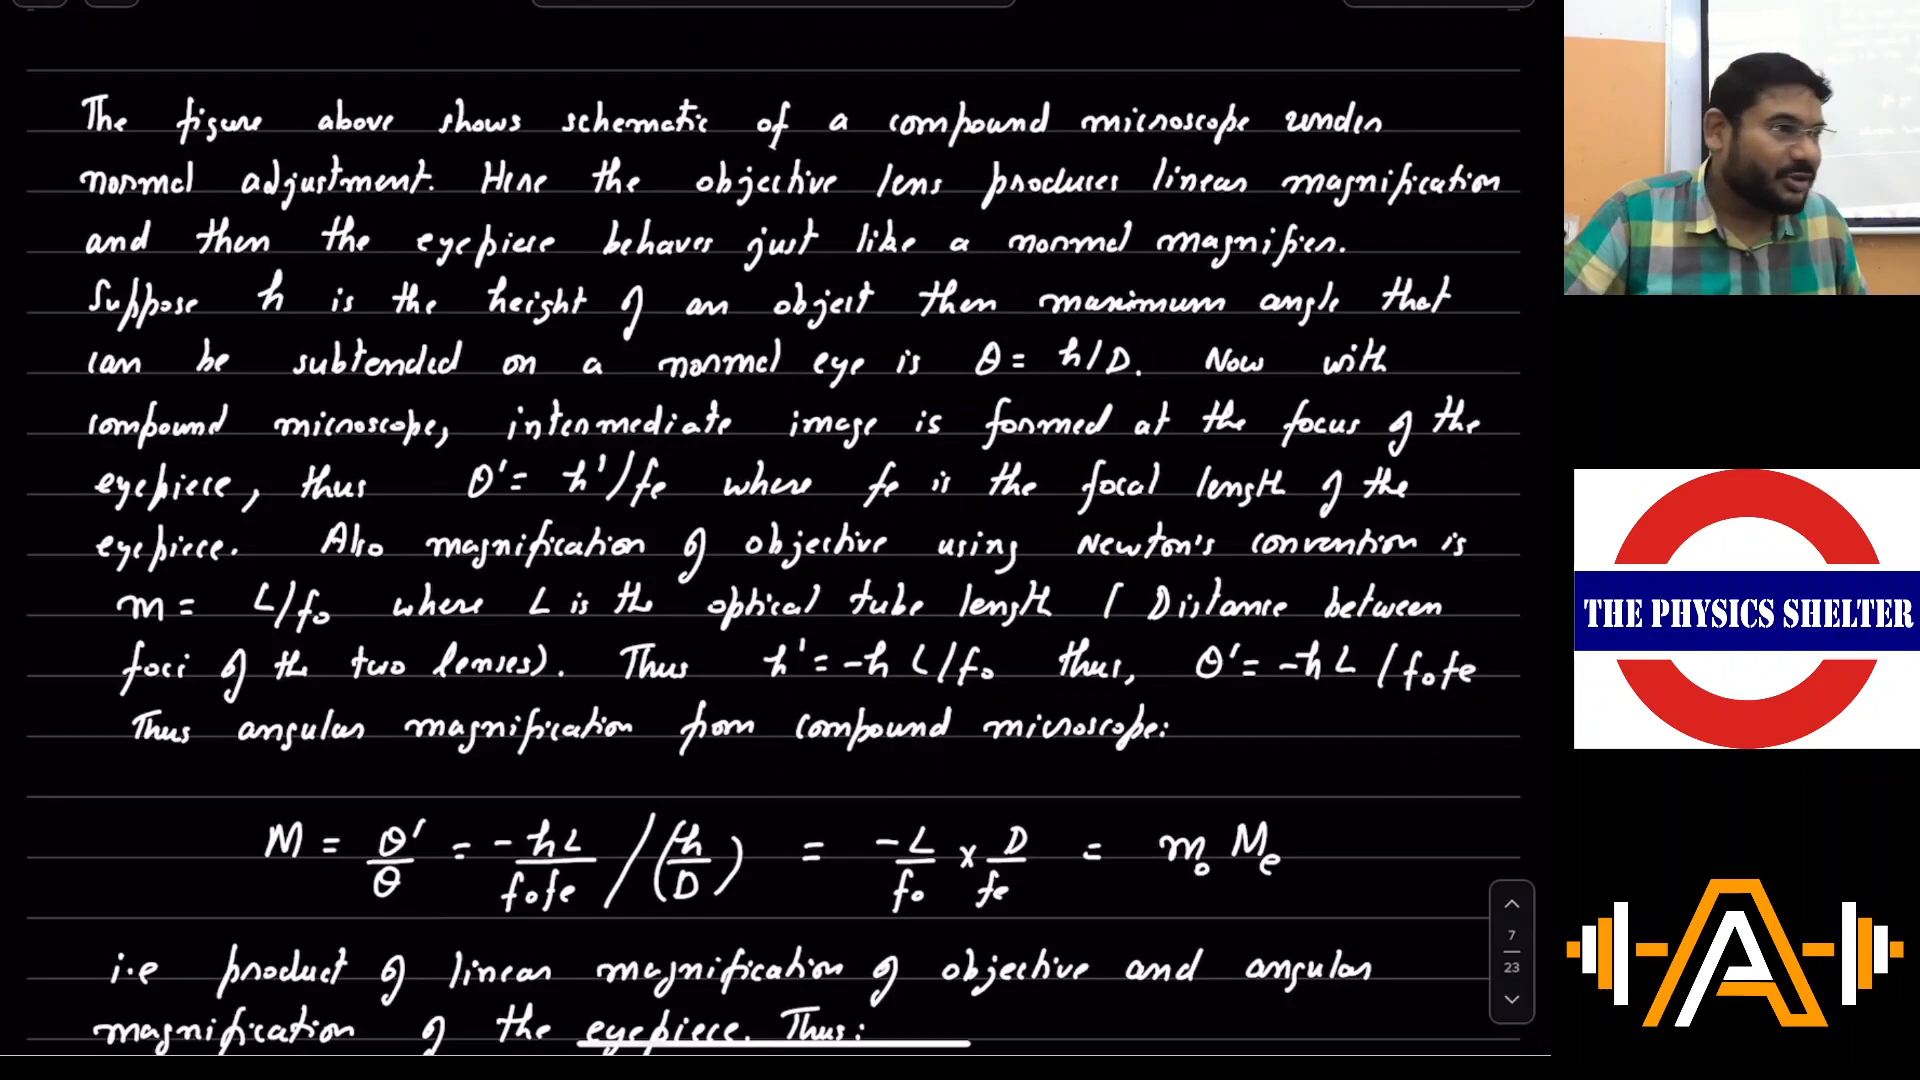 The figure above shows schematic of a compound microscope under
normal adjustment. Here the objective lens produces linear magnification
and then the eyepiece behaves just like a normal magnifier.
Suppose h is the height of an object then maximum angle that
can be subtended on a normal eye is θ = h/D. Now with
compound microscope, intermediate image is formed at the focus of the
eyepiece, thus θ' = h'/fe where fe is the focal length of the
eyepiece. Also magnification of objective using Newton's convention is
m = L/fo where L is the optical tube length ( Distance between
foci of the two lenses). Thus h' = -h L/fo thus, θ' = -h L / fofe
Thus angular magnification from compound microscope:
M = θ'/θ = -hL/fofe / (h/D) = -L/fo x D/fe = mo Me
i.e product of linear magnification of objective and angular
magnification of the eyepiece. Thus:
7
23
THE PHYSICS SHELTER